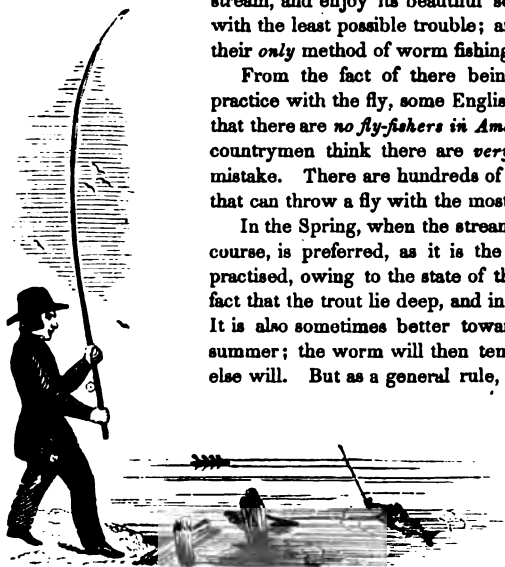 stream, and enjoy its beautiful
with the least possible trouble;
their only method of worm fishing
From the fact of there bein
practice with the fly, some Englis
that there are no fly-fishers in Am
countrymen think there are very
mistake. There are hundreds of
that can throw a fly with the most
In the Spring, when the stream
course, is preferred, as it is the
practised, owing to the state of th
fact that the trout lie deep, and in
It is also sometimes better towar
summer; the worm will then tem
else will. But as a general rule,